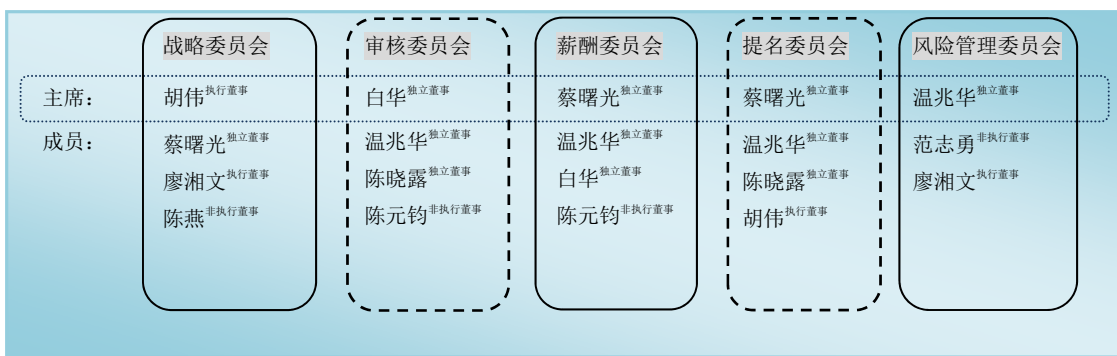 战略委员会 审核委员会 薪酬委员会 提名委员会 风险管理委员会
主席： 胡伟执行董事 白华独立董事 蔡曙光独立董事 蔡曙光独立董事 温兆华独立董事
成员： 蔡曙光独立董事 温兆华独立董事 温兆华独立董事 温兆华独立董事 范志勇非执行董事
廖湘文执行董事 陈晓露独立董事 白华独立董事 陈晓露独立董事 廖湘文执行董事
陈燕非执行董事 陈元钧非执行董事 陈元钧非执行董事 胡伟执行董事